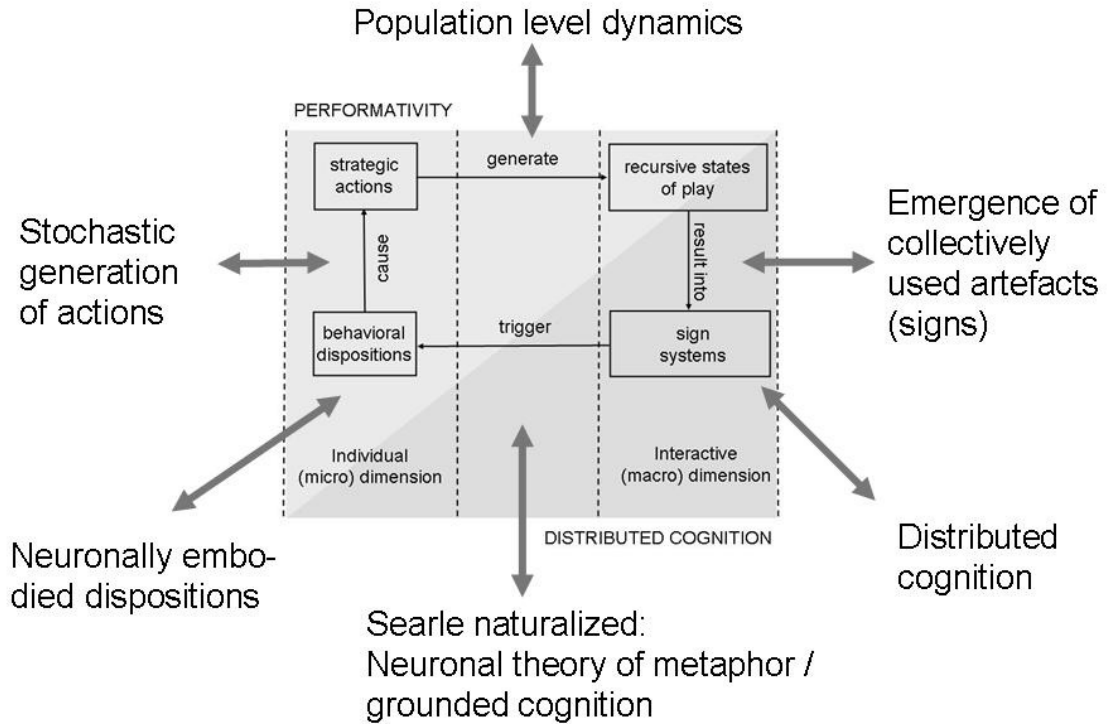 Population level dynamics
PERFORMATIVITY
strategic
actions
generate
recursive states
of play
Stochastic
generation
of actions
cause
result into
Emergence of
collectively
used artefacts
(signs)
behavioral
dispositions
trigger
sign
systems
Individual
(micro) dimension
Interactive
(macro) dimension
DISTRIBUTED COGNITION
Neuronally embo-
died dispositions
Distributed
cognition
Searle naturalized:
Neuronal theory of metaphor /
grounded cognition